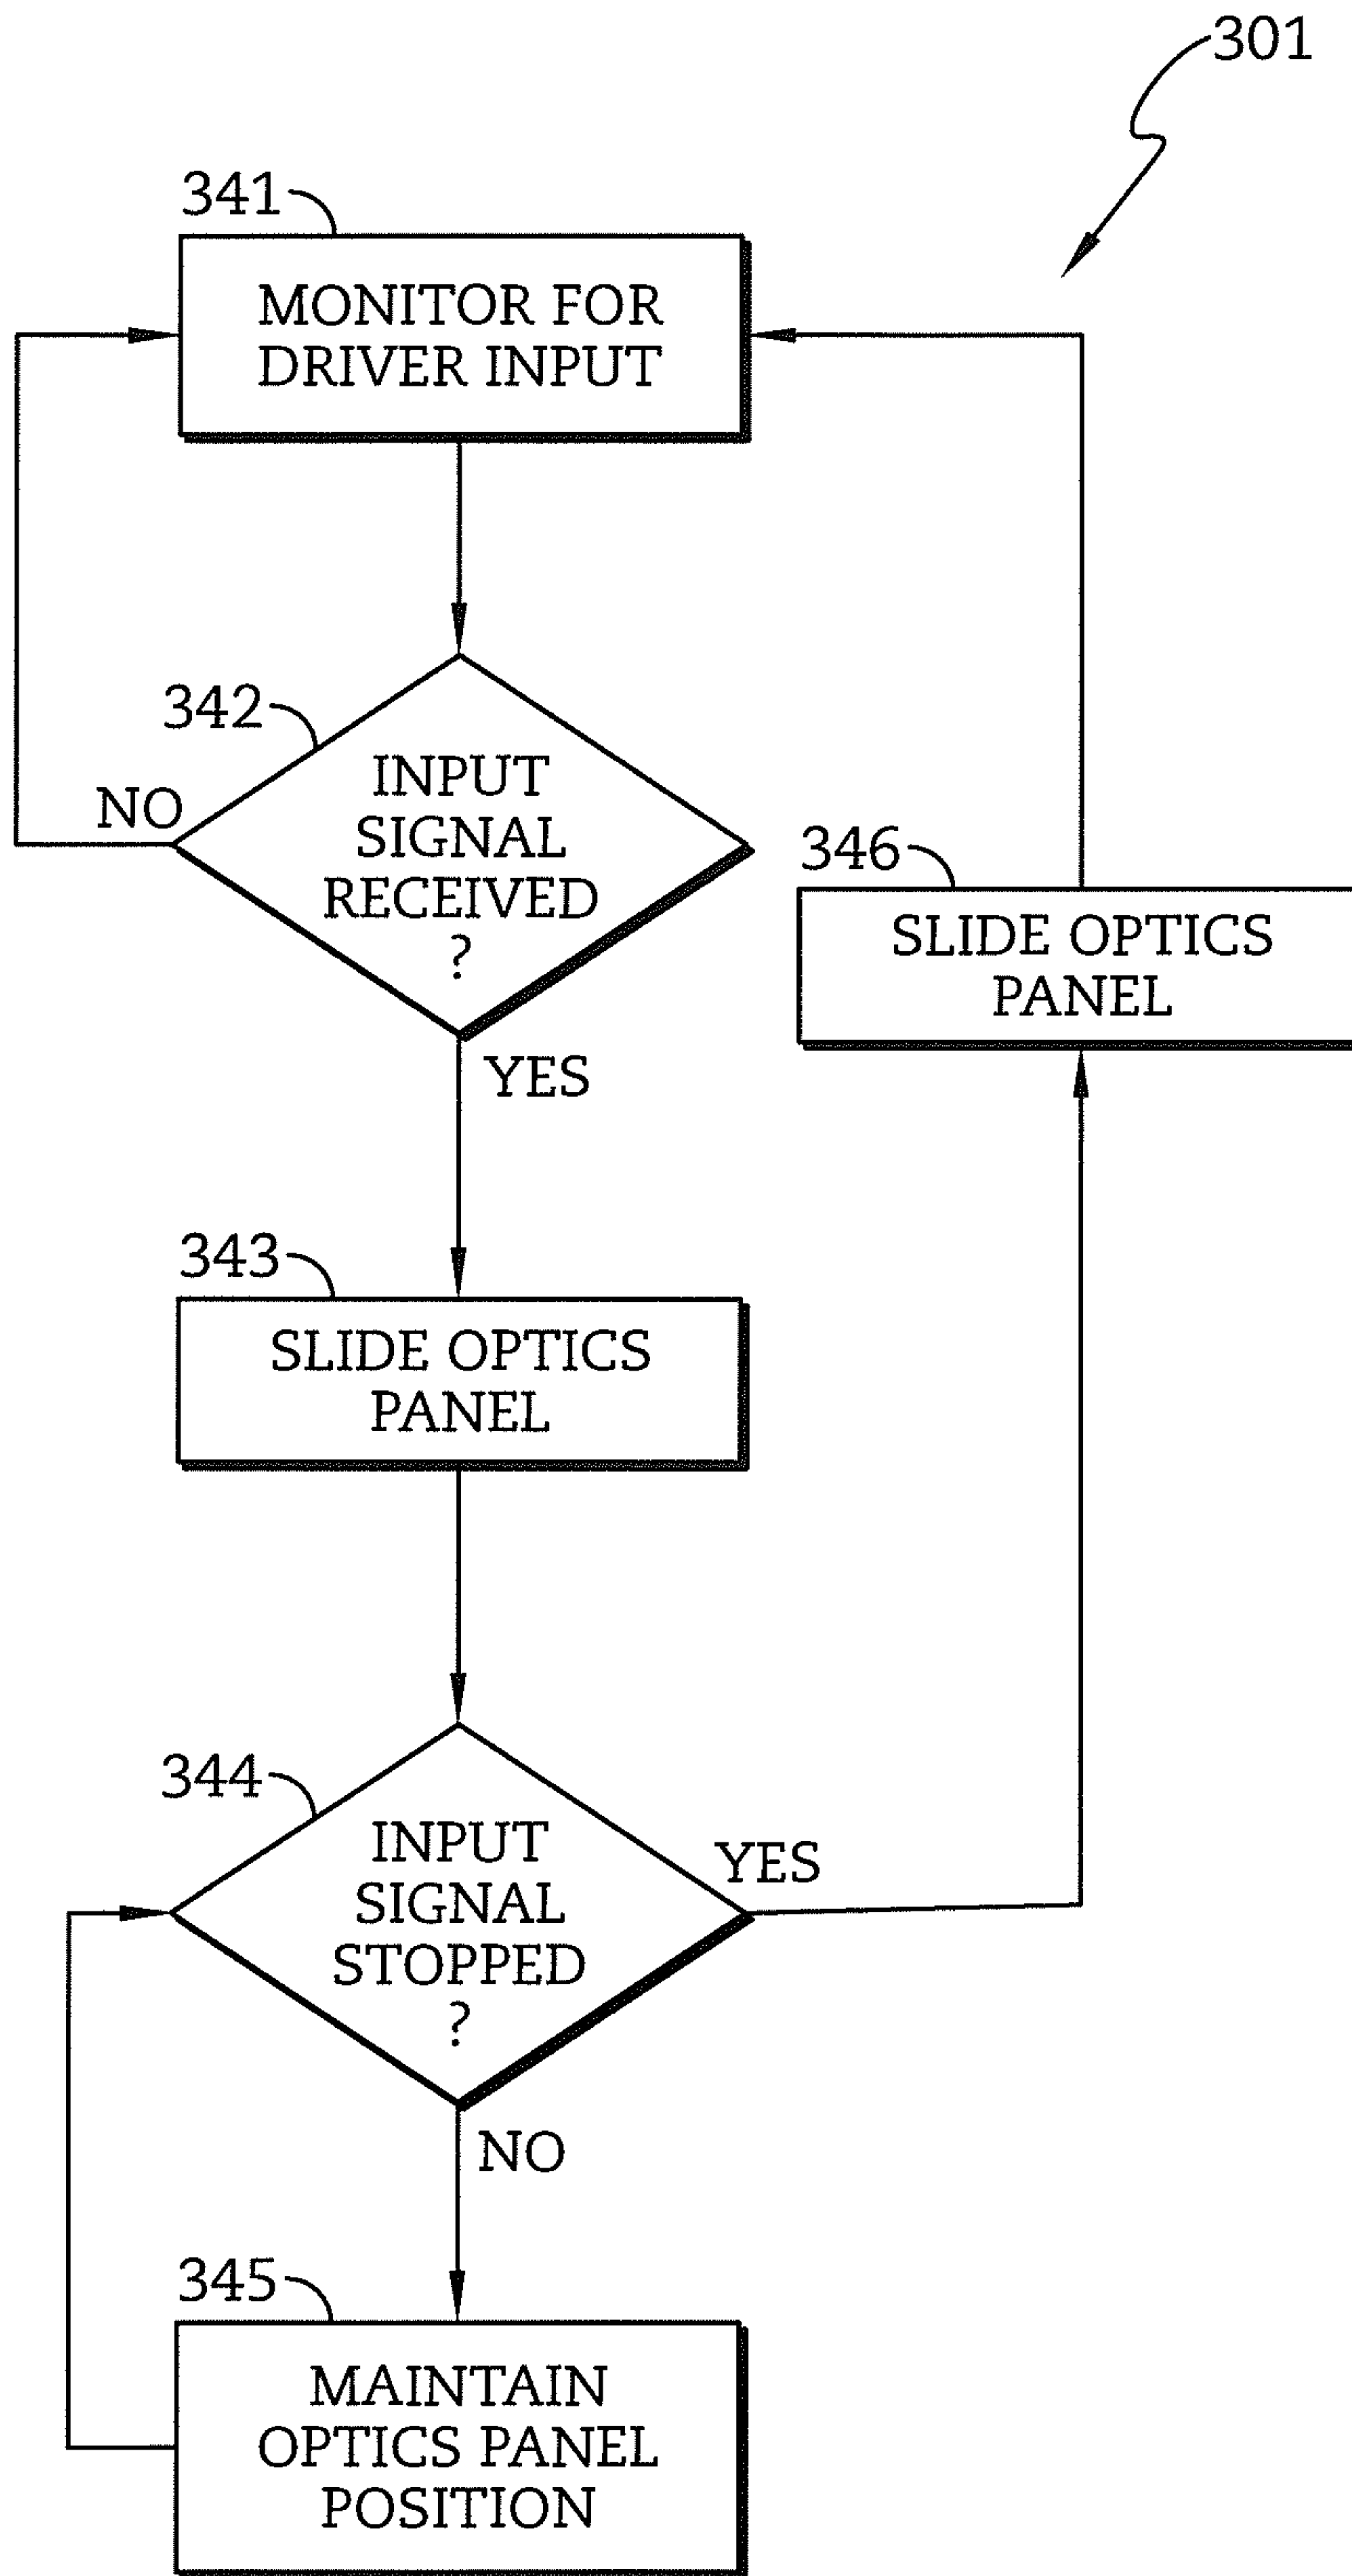 301
341
MONITOR FOR
DRIVER INPUT
342
INPUT
SIGNAL
RECEIVED
?
NO
YES
346
SLIDE OPTICS
PANEL
343
SLIDE OPTICS
PANEL
344
INPUT
SIGNAL
STOPPED
?
YES
NO
345
MAINTAIN
OPTICS PANEL
POSITION